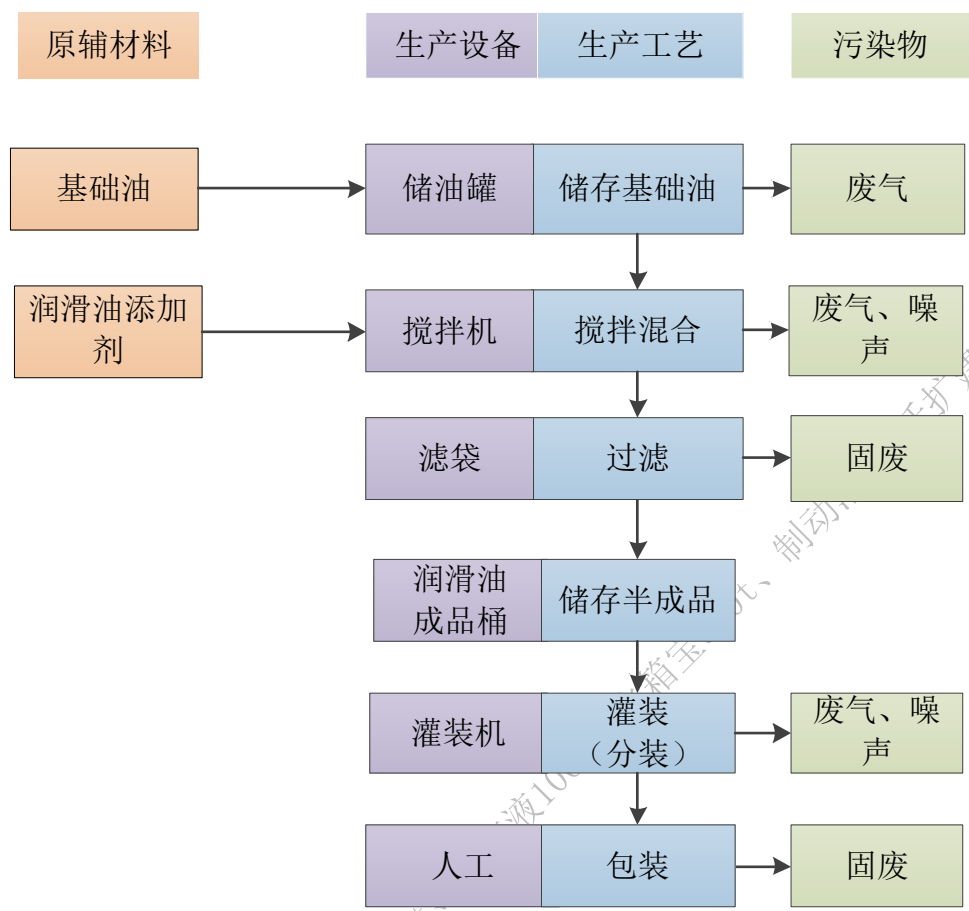 原辅材料
生产设备
生产工艺
污染物
基础油
储油罐
储存基础油
废气
润滑油添加
剂
搅拌机
搅拌混合
废气、噪
声
滤袋
过滤
固废
润滑油
成品桶
储存半成品
灌装机
灌装
（分装）
废气、噪
声
人工
包装
固废